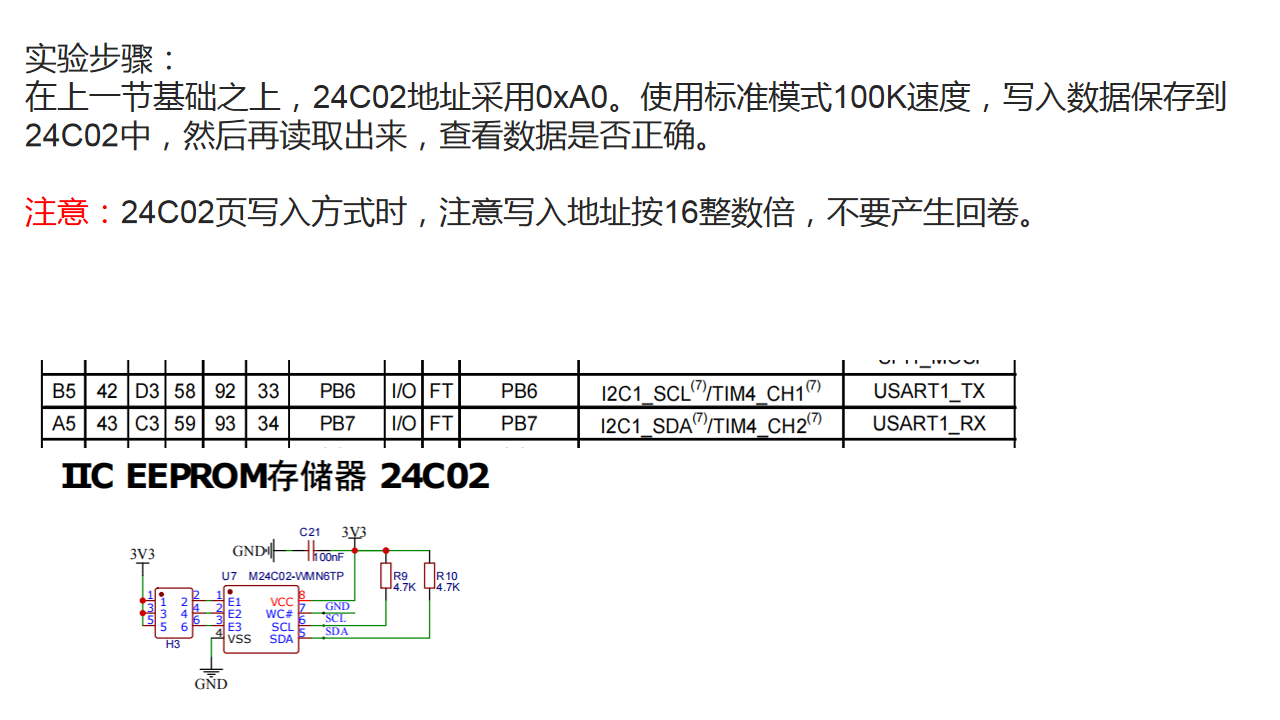 实验步骤：
在上一节基础之上，24C02地址采用0xA0。使用标准模式100K速度，写入数据保存到
24C02中，然后再读取出来，查看数据是否正确。
注意：24C02页写入方式时，注意写入地址按16整数倍，不要产生回卷。
B5 42 D3 58 92 33 PB6 I/O FT PB6 I2C1_SCL(7)/TIM4_CH1(7) USART1_TX
A5 43 C3 59 93 34 PB7 I/O FT PB7 I2C1_SDA(7)/TIM4_CH2(7) USART1_RX
IIC EEPROM存储器 24C02
C21 3V3
3V3 GND 100nF
U7 M24C02-WMN6TP R9 R10
4.7K 4.7K
1 1 2 2 1 E1 VCC 8 GND
3 3 4 4 2 E2 WC# 7 SCL
5 5 6 6 3 E3 SCL 6 SDA
4 VSS SDA 5
H3
GND